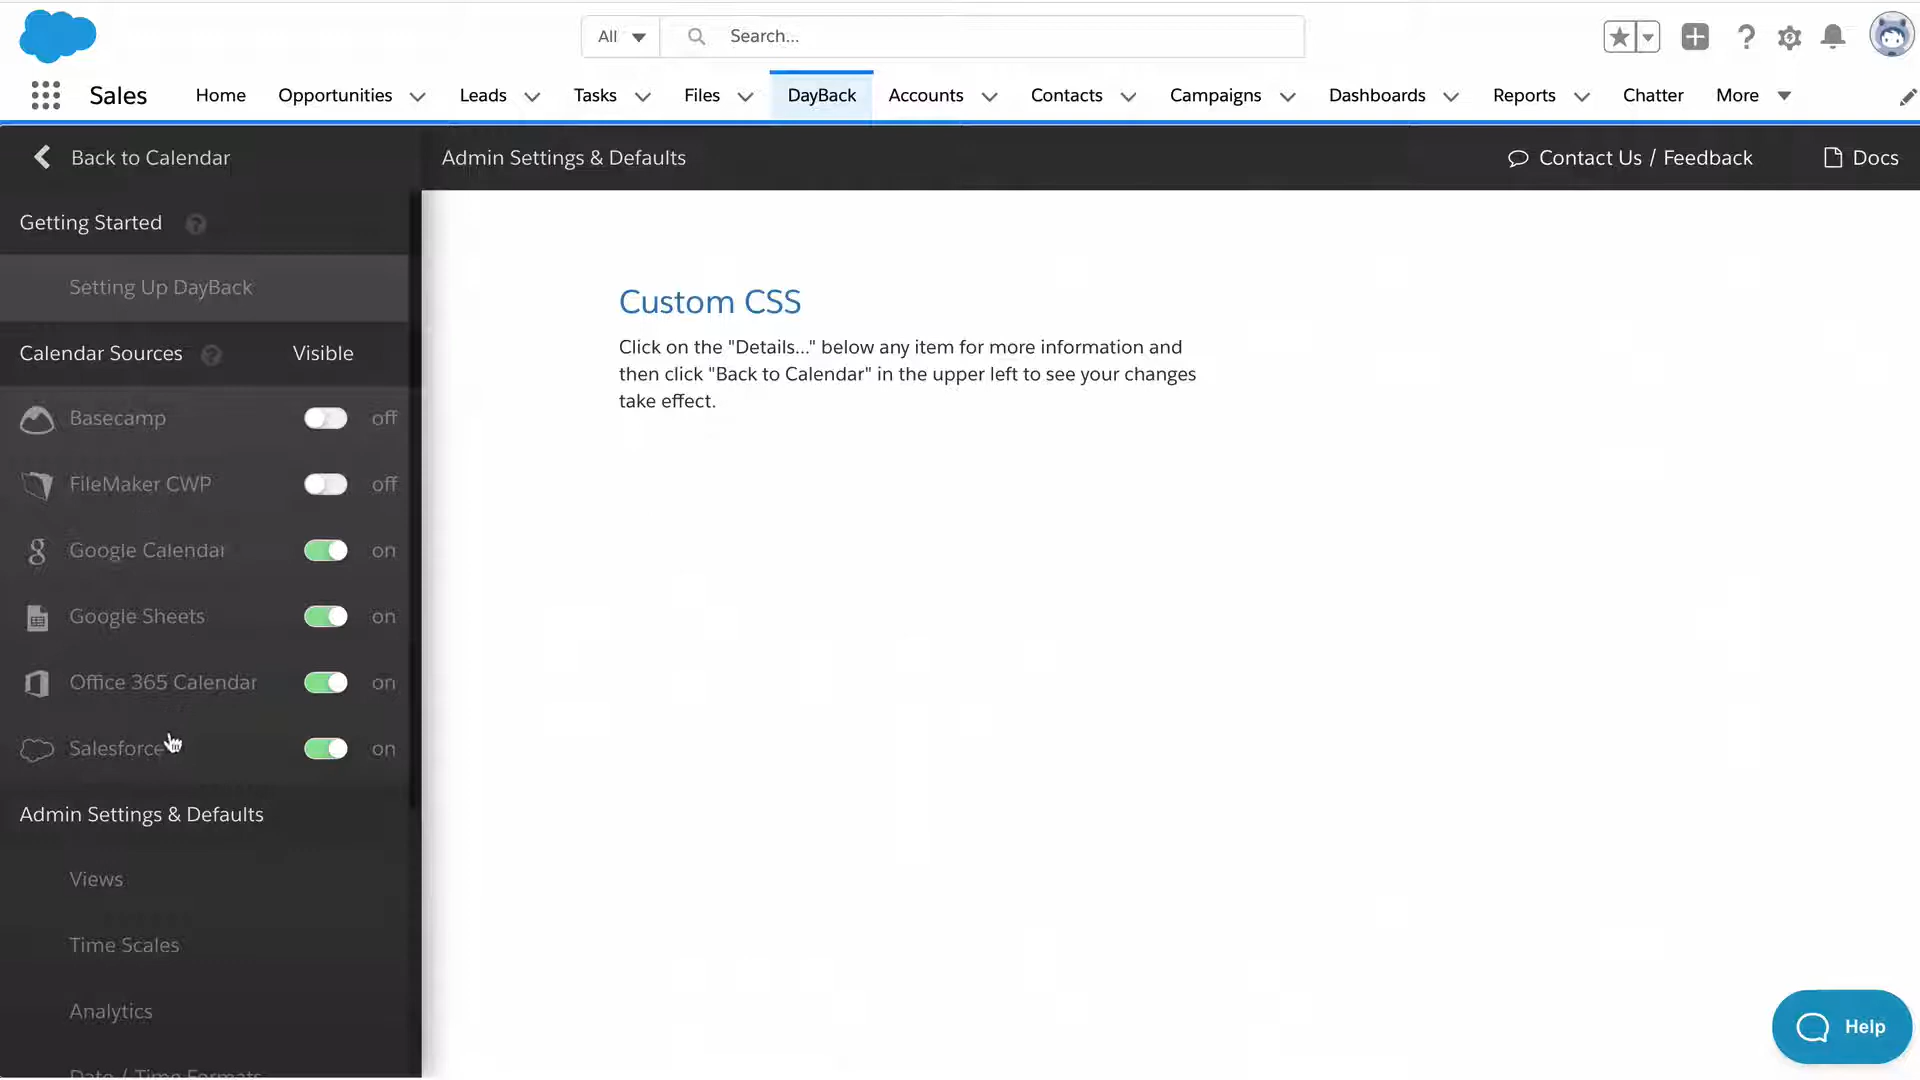 All
Search...
Sales
Home
Opportunities
Leads
Tasks
Files
DayBack
Accounts
Contacts
Campaigns
Dashboards
Reports
Chatter
More
Back to Calendar
Admin Settings & Defaults
Contact Us / Feedback
Docs
Getting Started
Setting Up DayBack
Calendar Sources
Visible
Basecamp
off
FileMaker CWP
off
Google Calendar
on
Google Sheets
on
Office 365 Calendar
on
Salesforce
on
Admin Settings & Defaults
Views
Time Scales
Analytics
Date / Time Formats
Custom CSS
Click on the "Details..." below any item for more information and
then click "Back to Calendar" in the upper left to see your changes
take effect.
Help